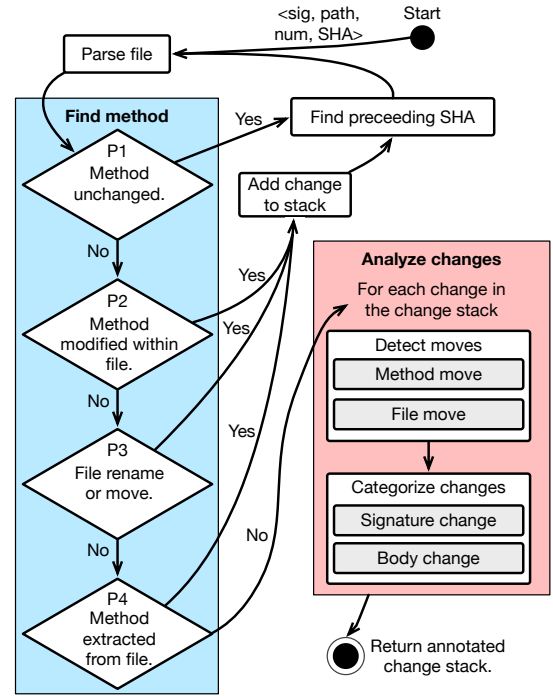 <sig, path,
num, SHA>
Start
Parse file
Find method
P1
Method
unchanged.
Yes
Find preceeding SHA
Add change
to stack
No
P2
Method
modified within
file.
Yes
No
P3
File rename
or move.
Yes
No
P4
Method
extracted
from file.
Yes
No
Analyze changes
For each change in
the change stack
Detect moves
Method move
File move
Categorize changes
Signature change
Body change
Return annotated
change stack.